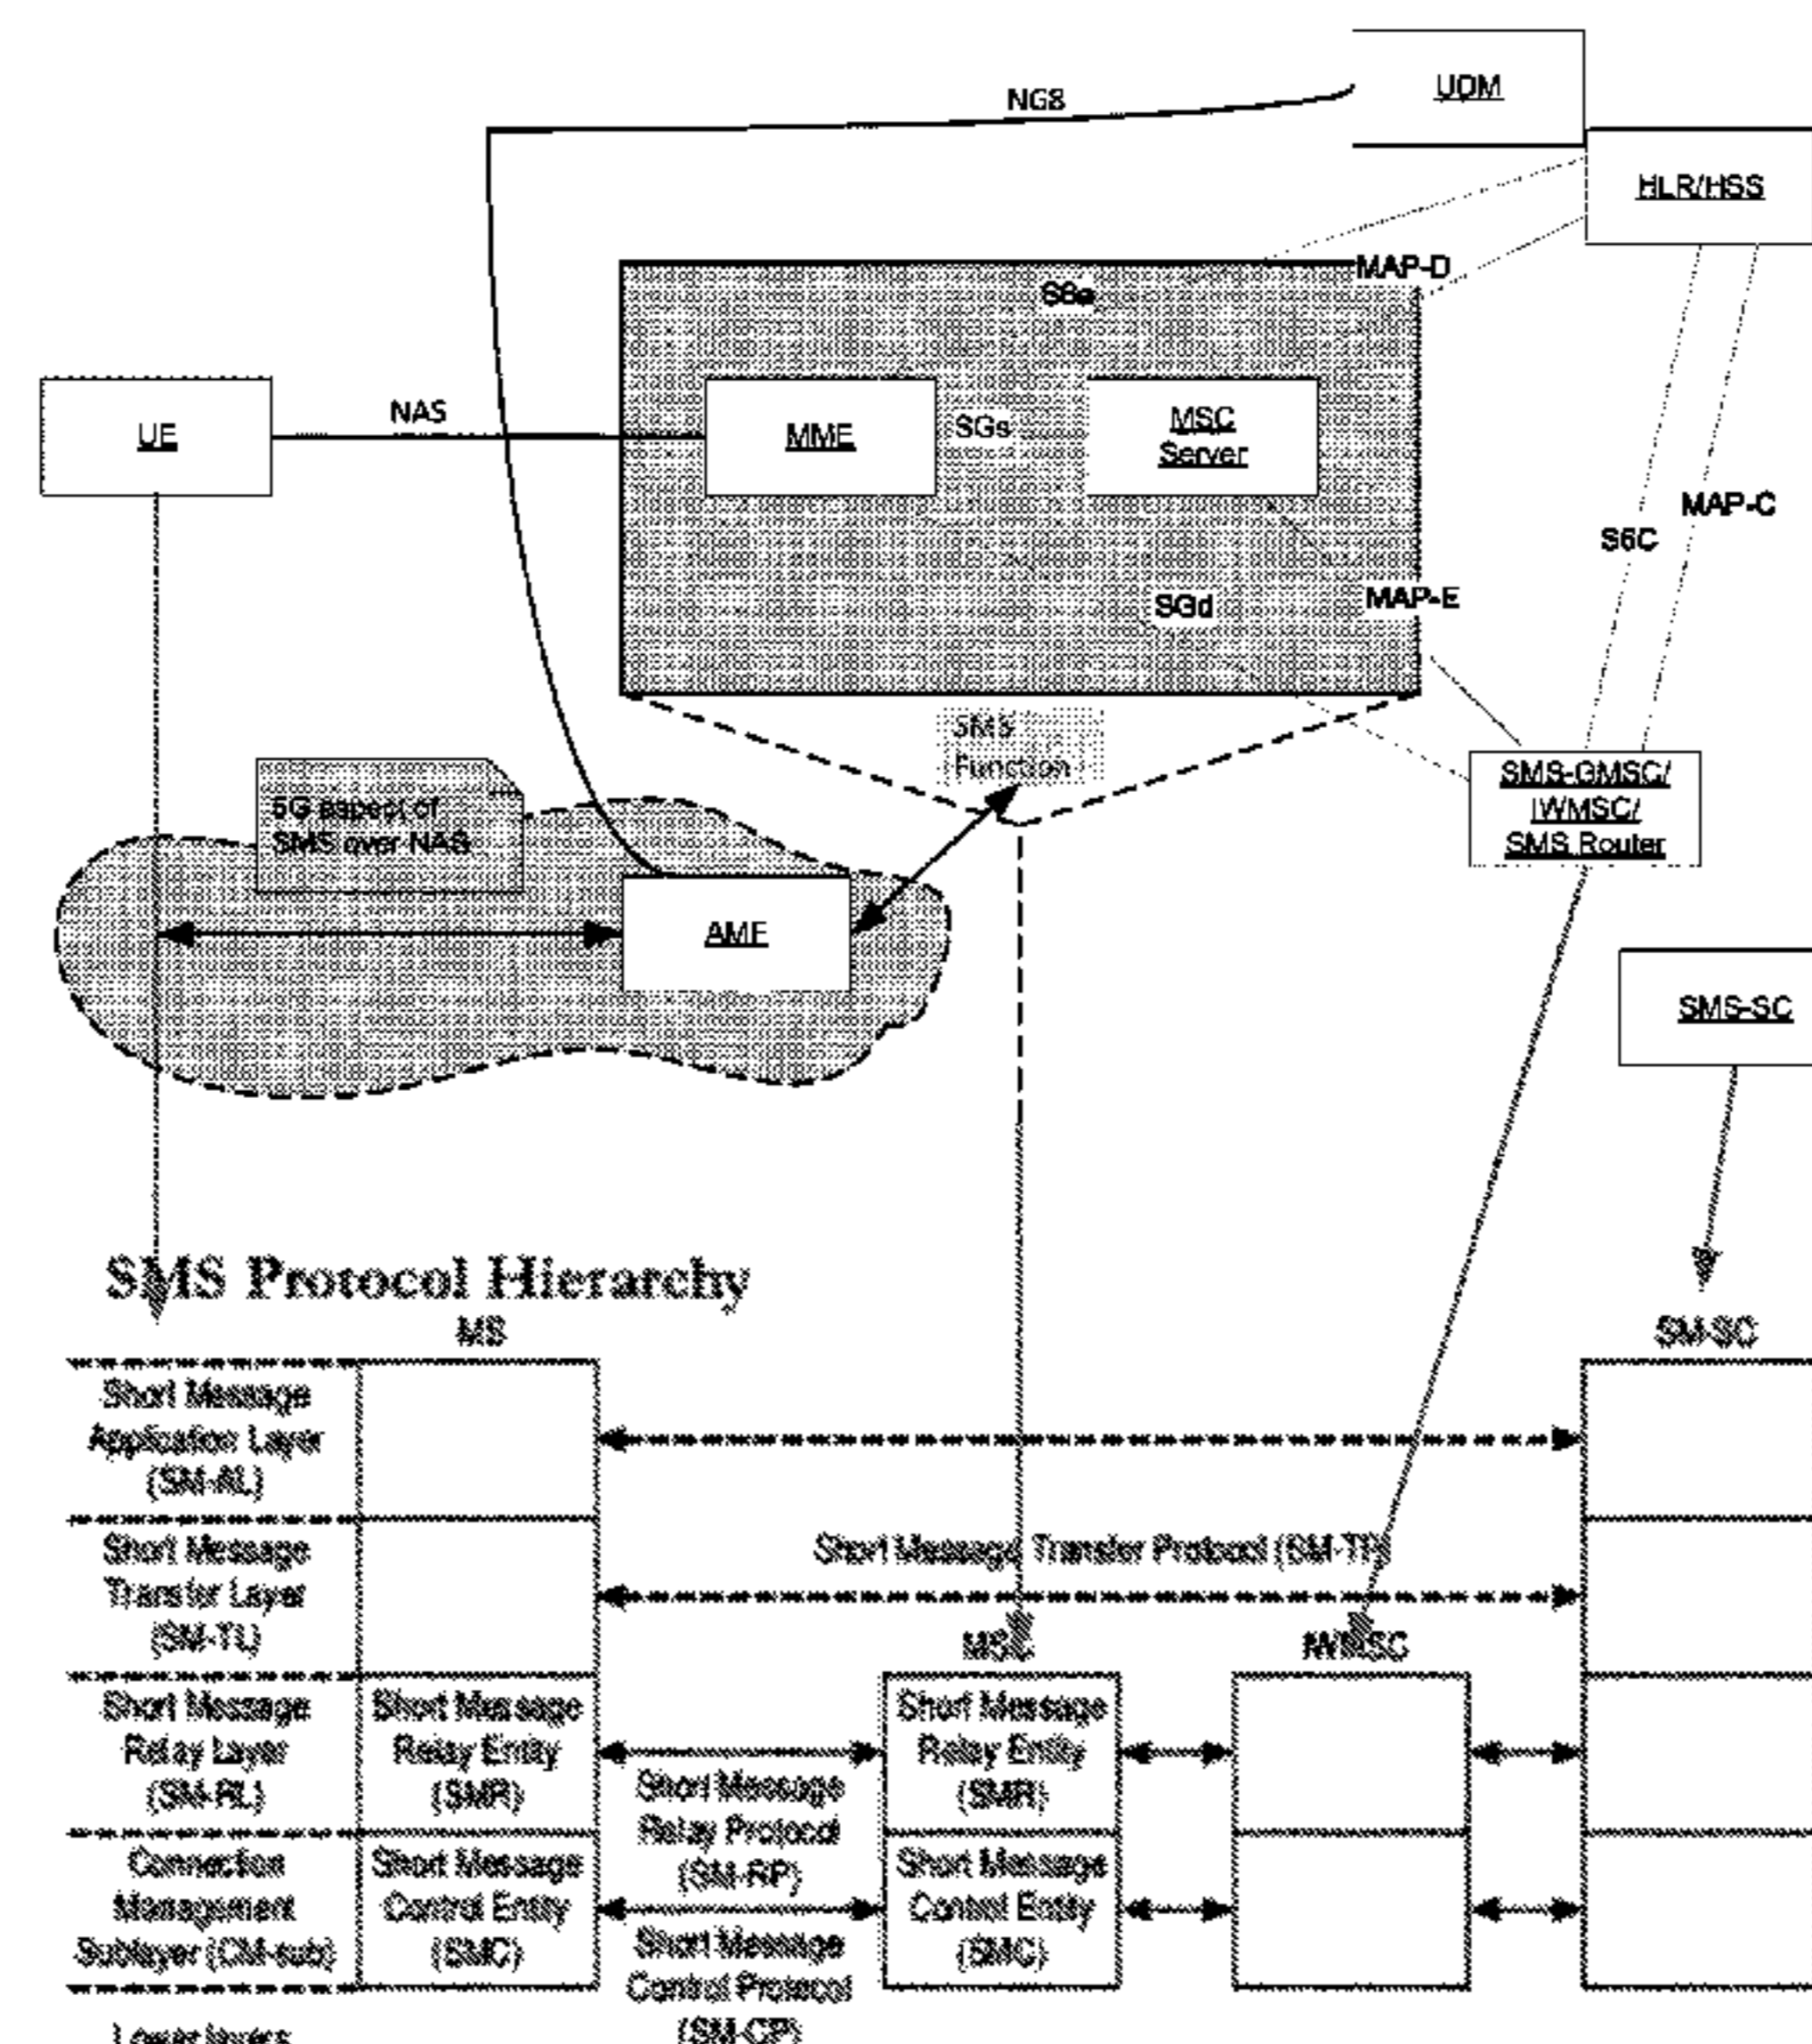 UDM
NG8
HLR/HSS
MAP-D
S6a
UE
NAS
MME
SGs
MSC
Server
MAP-C
S6C
SGd
MAP-E
SMS
Function
SMS-GMSC/
IWMSC/
SMS Router
5G aspect of
SMS over NAS
AMF
SMS-SC
SMS Protocol Hierarchy
MS
SM-SC
Short Message
Application Layer
(SM-AL)
Short Message
Transfer Layer
(SM-TL)
Short Message Transfer Protocol (SM-TP)
MSC
IWMSC
Short Message
Relay Layer
(SM-RL)
Short Message
Relay Entity
(SMR)
Short Message
Relay Protocol
(SM-RP)
Short Message
Relay Entity
(SMR)
Connection
Management
Sublayer (CM-sub)
Short Message
Control Entity
(SMC)
Short Message
Control Protocol
(SM-CP)
Short Message
Control Entity
(SMC)
Lower layers